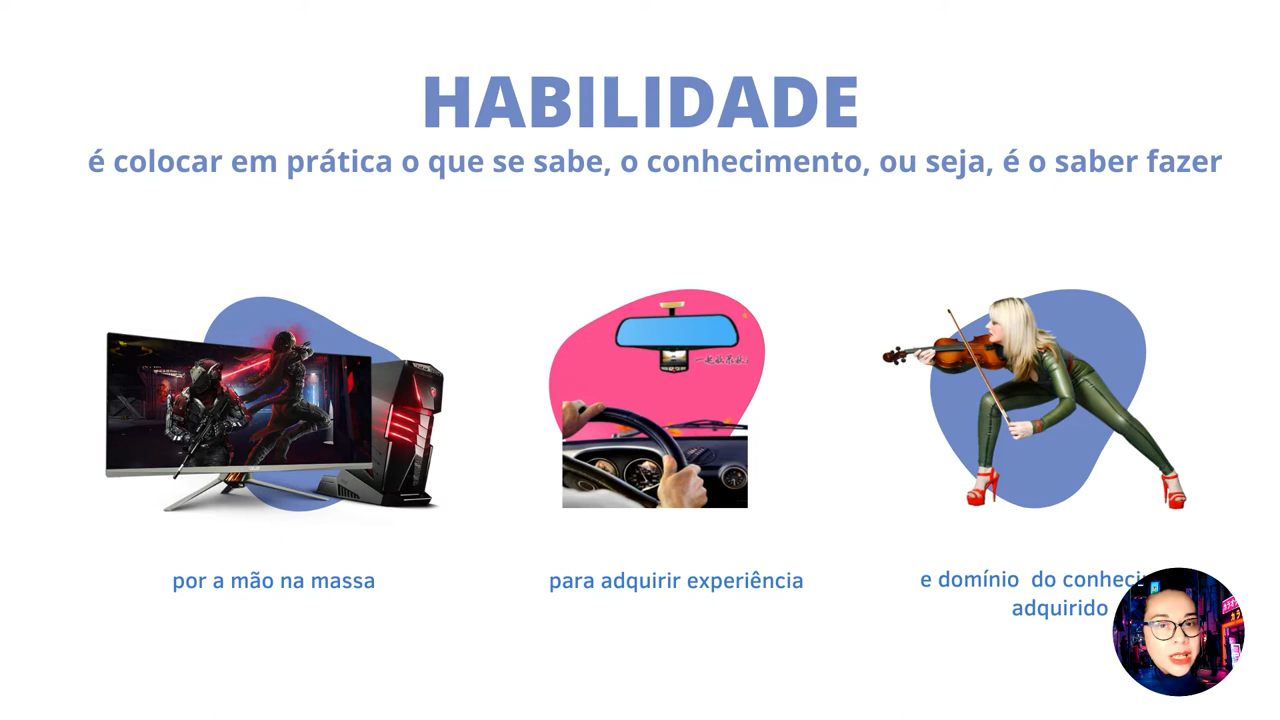 HABILIDADE
é colocar em prática o que se sabe, o conhecimento, ou seja, é o saber fazer
por a mão na massa
para adquirir experiência
e domínio do
adquirido